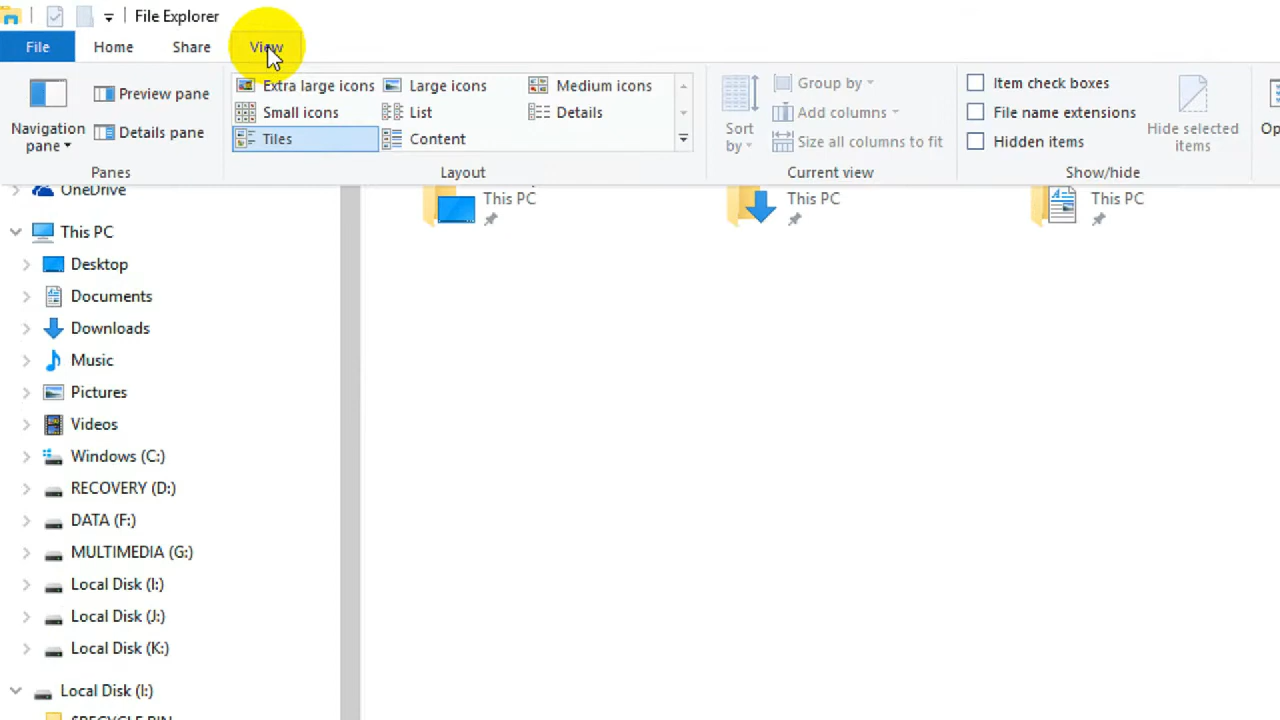 File Explorer
File Home Share View
Extra large icons Large icons Medium icons
Small icons List Details
Tiles Content
Navigation
pane
Preview pane
Details pane
Sort
by
Group by
Add columns
Size all columns to fit
Item check boxes
File name extensions
Hidden items
Hide selected
items
Panes Layout Current view Show/hide
OneDrive
This PC
Desktop
Documents
Downloads
Music
Pictures
Videos
Windows (C:)
RECOVERY (D:)
DATA (F:)
MULTIMEDIA (G:)
Local Disk (I:)
Local Disk (J:)
Local Disk (K:)
Local Disk (I:)
This PC This PC This PC